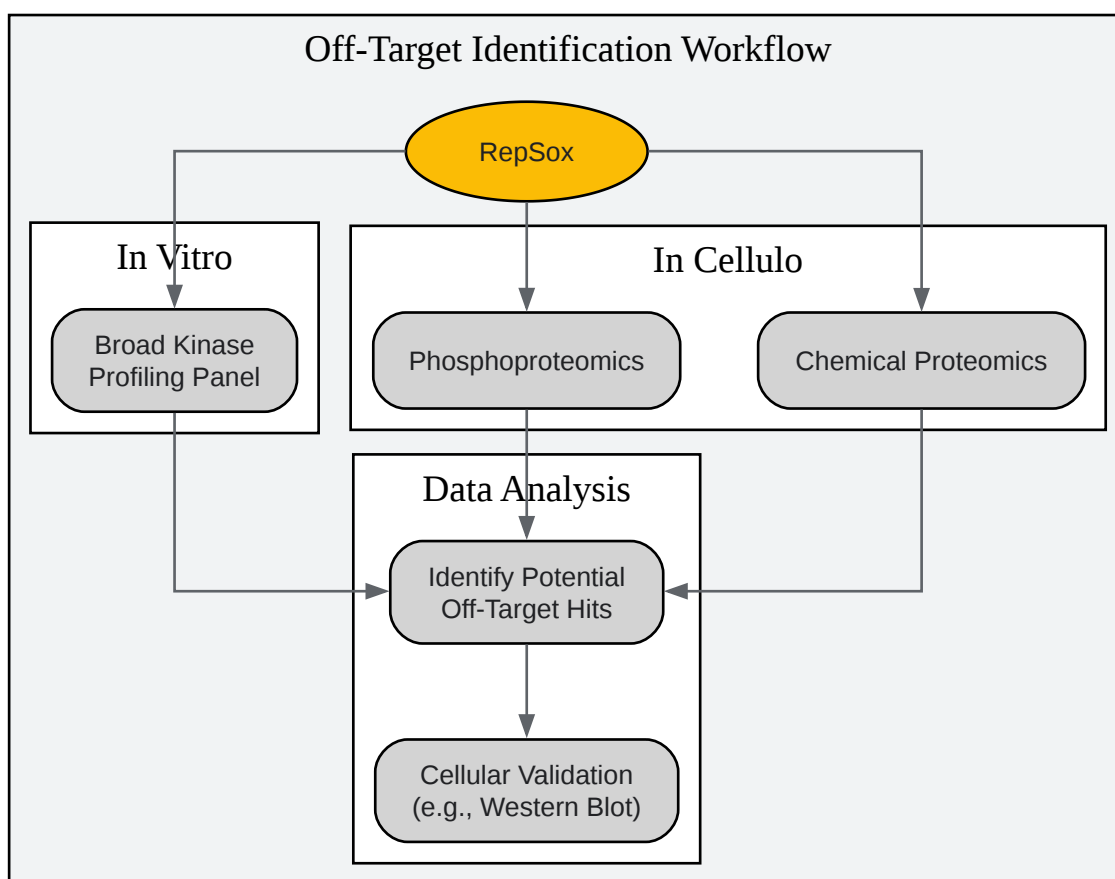 Off-Target Identification Workflow
RepSox
In Vitro
In Cellulo
Broad Kinase
Profiling Panel
Phosphoproteomics
Chemical Proteomics
Data Analysis
Identify Potential
Off-Target Hits
Cellular Validation
(e.g., Western Blot)